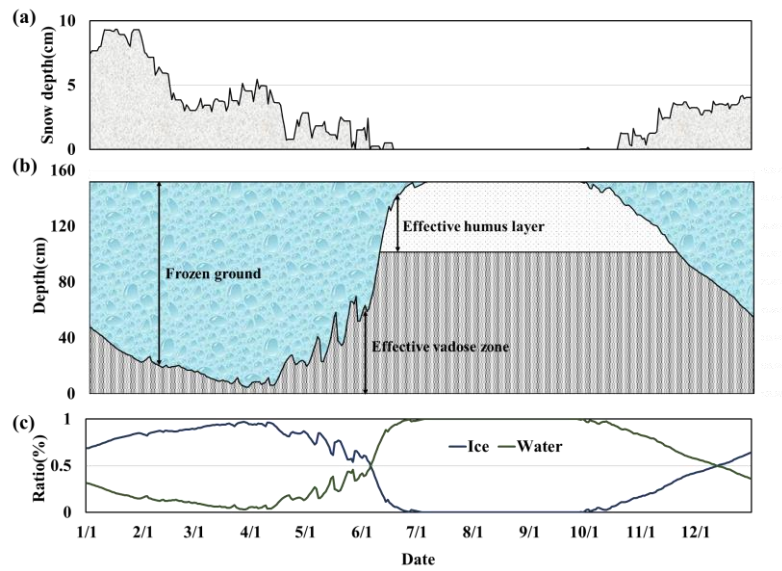 (a)
10
5
0
Snow depth(cm)
(b)
160
120
80
40
0
Depth(cm)
Frozen ground
Effective humus layer
Effective vadose zone
(c)
1
0.5
0
Ratio(%)
Ice Water
1/1 2/1 3/1 4/1 5/1 6/1 7/1 8/1 9/1 10/1 11/1 12/1
Date